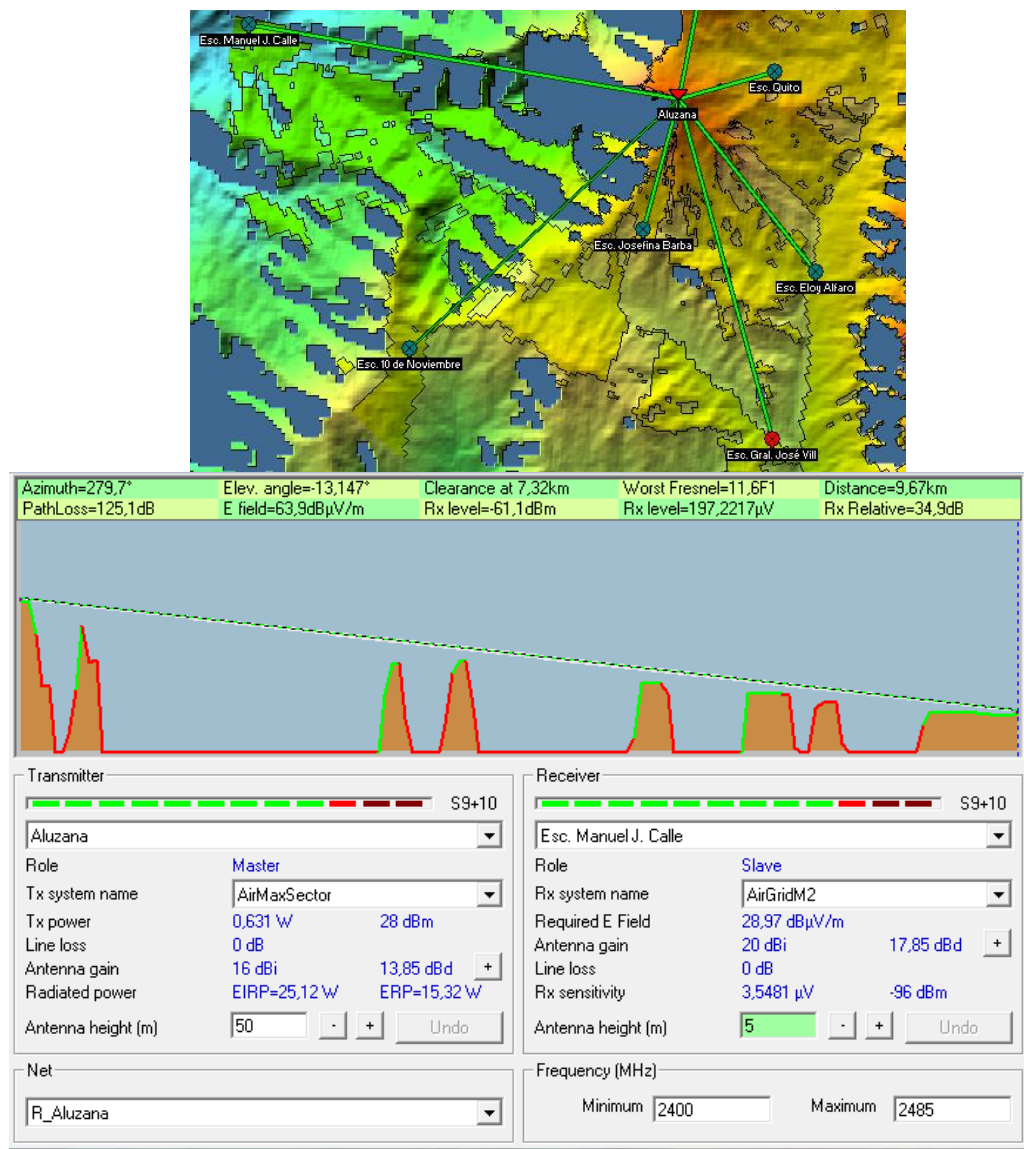 Esc. Manuel J. Calle
Esc. Quito
Aluzana
Esc. Josefina Barba
Esc. Eloy Alfaro
Esc. 10 de Noviembre
Esc. Gral. José Vill
Azimuth=279,7° Elev. angle=-13,147° Clearance at 7,32km Worst Fresnel=11,6F1 Distance=9,67km
PathLoss=125,1dB E field=63,9dBµV/m Rx level=-61,1dBm Rx level=197,2217µV Rx Relative=34,9dB
Transmitter
S9+10
Aluzana
Role Master
Tx system name AirMaxSector
Tx power 0,631 W 28 dBm
Line loss 0 dB
Antenna gain 16 dBi 13,85 dBd +
Radiated power EIRP=25,12 W ERP=15,32 W
Antenna height (m) 50 - + Undo
Net
R_Aluzana
Receiver
S9+10
Esc. Manuel J. Calle
Role Slave
Rx system name AirGridM2
Required E Field 28,97 dBµV/m
Antenna gain 20 dBi 17,85 dBd +
Line loss 0 dB
Rx sensitivity 3,5481 µV -96 dBm
Antenna height (m) 5 - + Undo
Frequency (MHz)
Minimum 2400 Maximum 2485